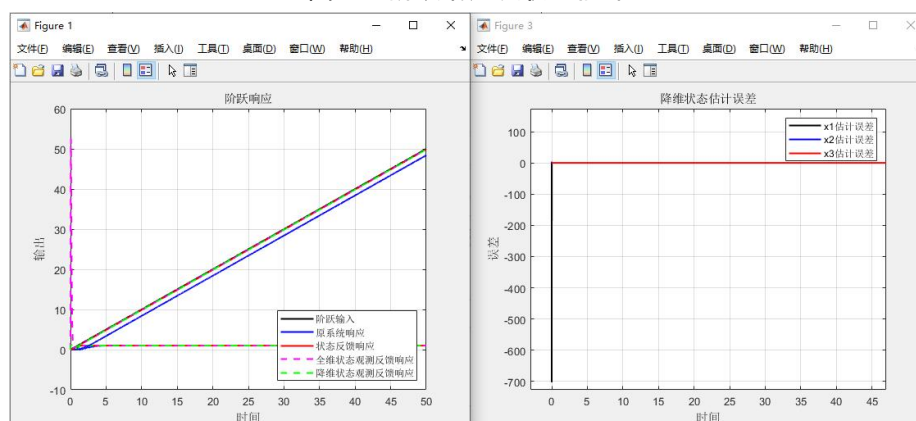 Figure 1
文件(F) 编辑(E) 查看(V) 插入(I) 工具(T) 桌面(D) 窗口(W) 帮助(H)
阶跃响应
60
50
40
30
20
10
0
-10
输出
0 5 10 15 20 25 30 35 40 45 50
时间
阶跃输入
原系统响应
状态反馈响应
全维状态观测反馈响应
降维状态观测反馈响应
Figure 3
文件(F) 编辑(E) 查看(V) 插入(I) 工具(T) 桌面(D) 窗口(W) 帮助(H)
降维状态估计误差
100
0
-100
-200
-300
-400
-500
-600
-700
误差
0 5 10 15 20 25 30 35 40 45
时间
x1估计误差
x2估计误差
x3估计误差